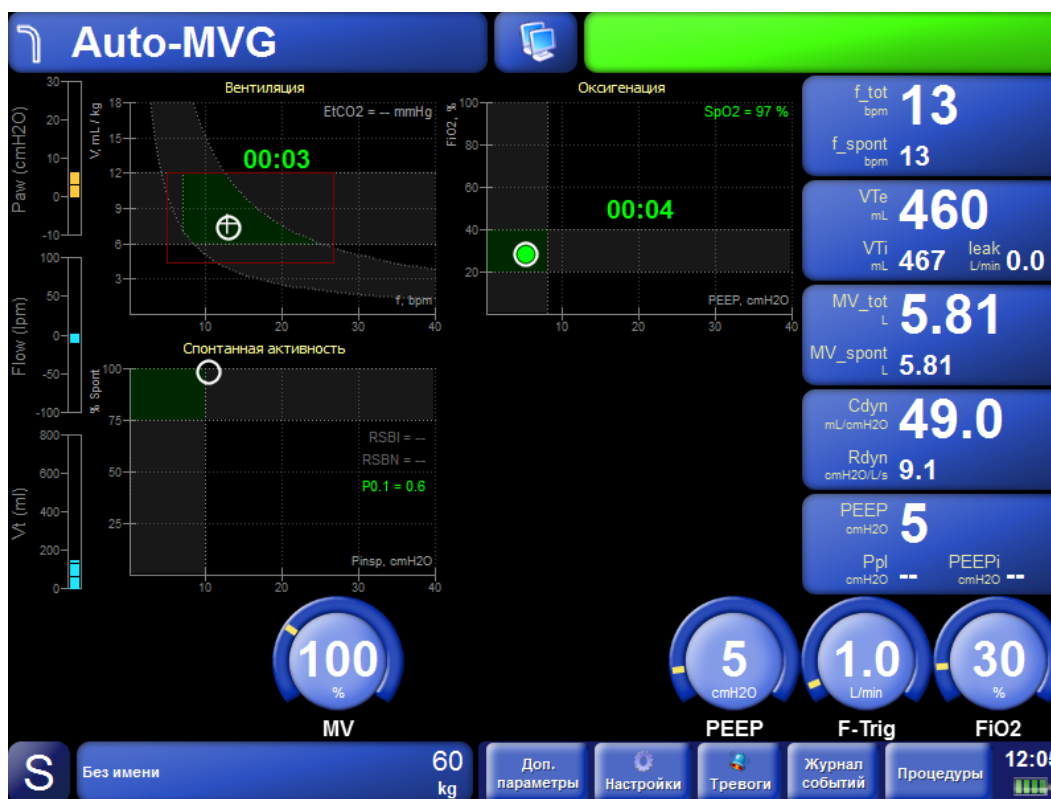 Auto-MVG
Paw (cmH2O)
30
20
10
0
-10
Flow (lpm)
100
50
0
-50
-100
Vt (ml)
800
600
400
200
0
Вентиляция
EtCO2 = -- mmHg
00:03
V, mL / kg
18
15
12
9
6
3
f, bpm
10 20 30 40
Оксигенация
SpO2 = 97 %
00:04
FiO2, %
100
80
60
40
20
PEEP, cmH2O
10 20 30 40
Спонтанная активность
% Spont
100
75
50
25
RSBI = --
RSBN = --
P0.1 = 0.6
Pinsp, cmH2O
10 20 30 40
f_tot
bpm
13
f_spont
bpm
13
VTe
mL
460
VTi
mL
467
leak
L/min
0.0
MV_tot
L
5.81
MV_spont
L
5.81
Cdyn
mL/cmH2O
49.0
Rdyn
cmH2O/L/s
9.1
PEEP
cmH2O
5
Ppl
cmH2O
--
PEEPi
cmH2O
--
100
%
MV
5
cmH2O
PEEP
1.0
L/min
F-Trig
30
%
FiO2
S
Без имени
60
kg
Доп.
параметры
Настройки
Тревоги
Журнал
событий
Процедуры
12:05